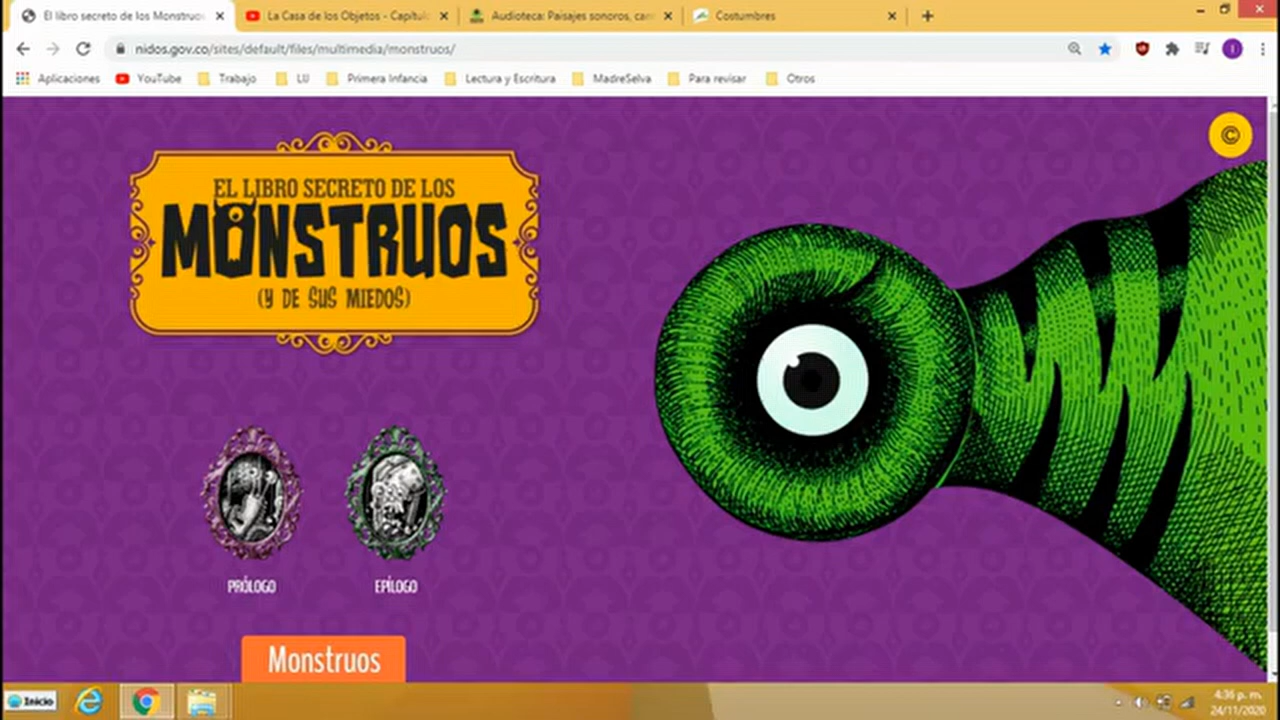 El libro secreto de los Monstruos
La Casa de los Objetos - Capítulo
Audioteca: Paisajes sonoros, can
Costumbres
nidos.gov.co/sites/default/files/multimedia/monstruos/
Aplicaciones
YouTube
Trabajo
LIJ
Primera Infancia
Lectura y Escritura
MadreSelva
Para revisar
Otros
©
EL LIBRO SECRETO DE LOS
MONSTRUOS
(Y DE SUS MIEDOS)
PRÓLOGO
EPÍLOGO
Monstruos
Inicio
4:36 p. m.
24/11/2020